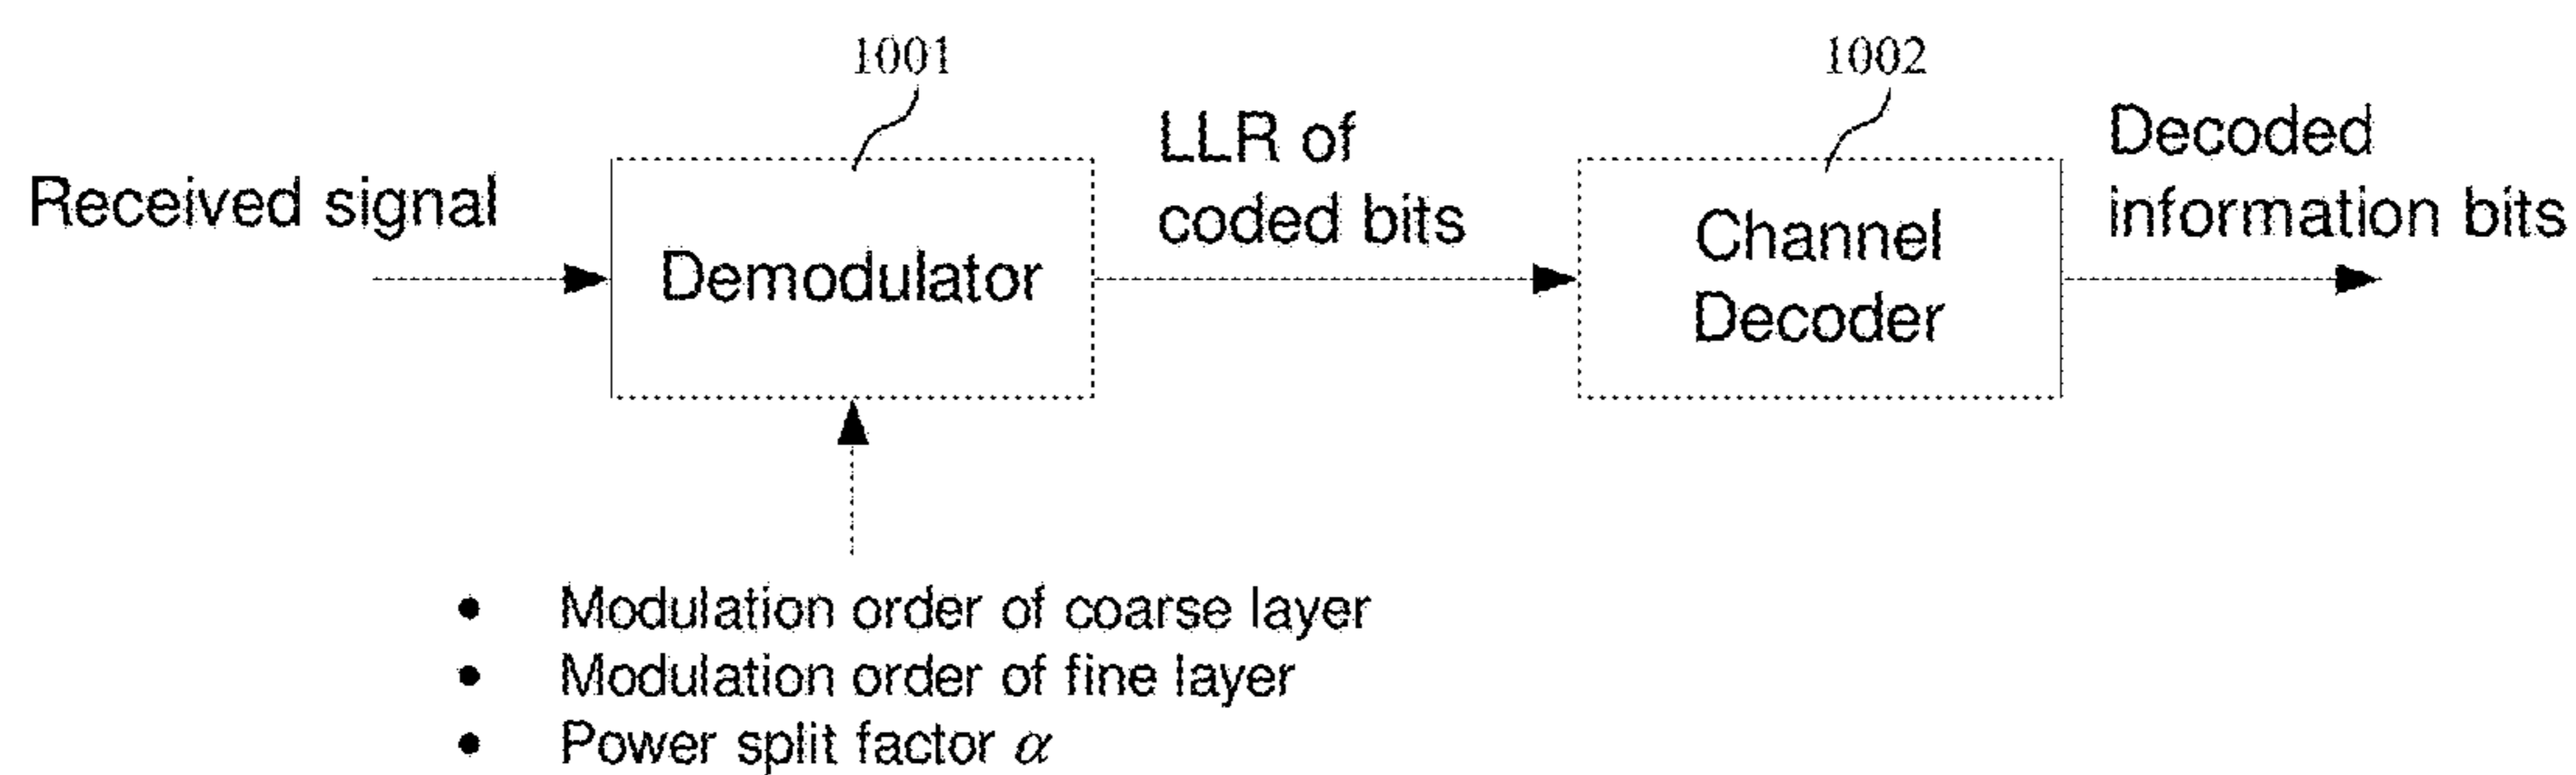 1001
1002
Received signal
Demodulator
LLR of
coded bits
Channel
Decoder
Decoded
information bits
• Modulation order of coarse layer
• Modulation order of fine layer
• Power split factor α